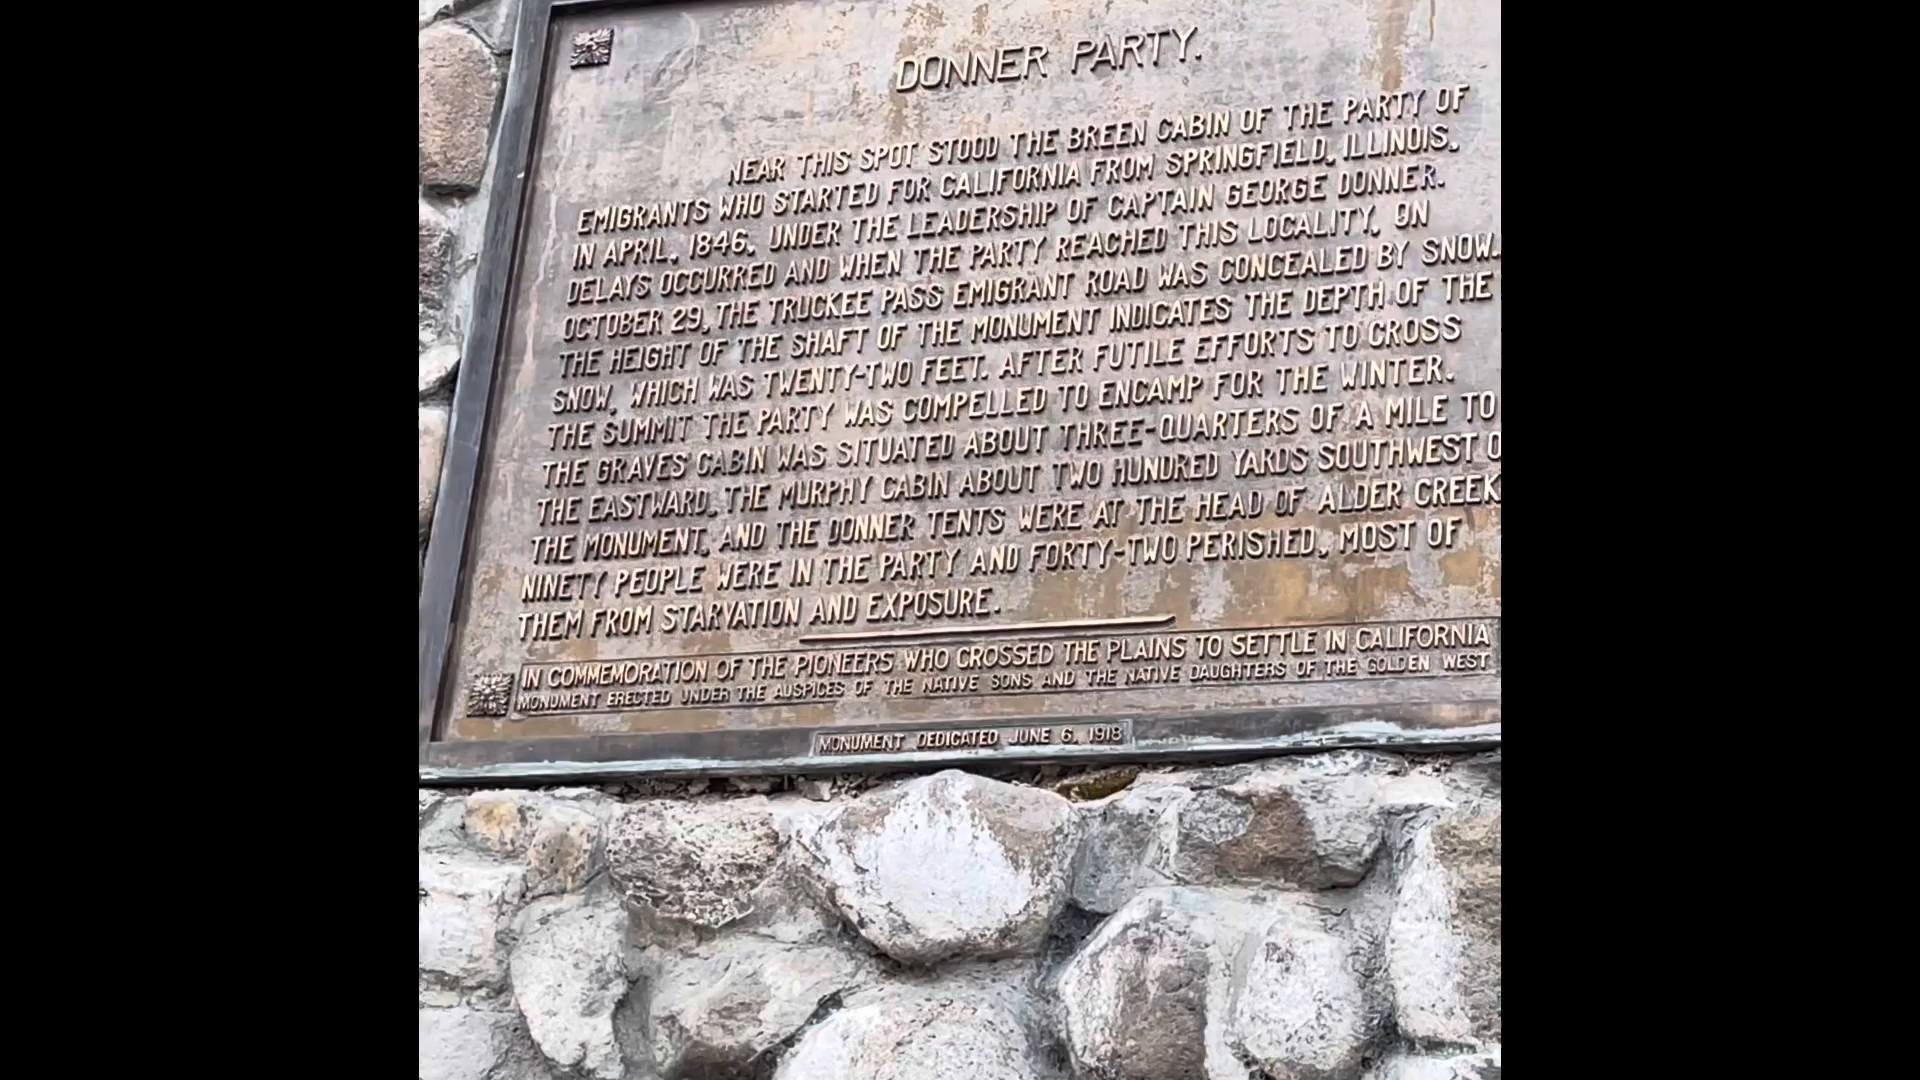 DONNER PARTY.
NEAR THIS SPOT STOOD THE BREEN CABIN OF THE PARTY OF
EMIGRANTS WHO STARTED FOR CALIFORNIA FROM SPRINGFIELD, ILLINOIS,
IN APRIL, 1846, UNDER THE LEADERSHIP OF CAPTAIN GEORGE DONNER.
DELAYS OCCURRED AND WHEN THE PARTY REACHED THIS LOCALITY, ON
OCTOBER 29, THE TRUCKEE PASS EMIGRANT ROAD WAS CONCEALED BY SNOW.
THE HEIGHT OF THE SHAFT OF THE MONUMENT INDICATES THE DEPTH OF THE
SNOW, WHICH WAS TWENTY-TWO FEET. AFTER FUTILE EFFORTS TO CROSS
THE SUMMIT THE PARTY WAS COMPELLED TO ENCAMP FOR THE WINTER.
THE GRAVES CABIN WAS SITUATED ABOUT THREE-QUARTERS OF A MILE TO
THE EASTWARD, THE MURPHY CABIN ABOUT TWO HUNDRED YARDS SOUTHWEST O
THE MONUMENT, AND THE DONNER TENTS WERE AT THE HEAD OF ALDER CREEK
NINETY PEOPLE WERE IN THE PARTY AND FORTY-TWO PERISHED, MOST OF
THEM FROM STARVATION AND EXPOSURE.
IN COMMEMORATION OF THE PIONEERS WHO CROSSED THE PLAINS TO SETTLE IN CALIFORNIA
MONUMENT ERECTED UNDER THE AUSPICES OF THE NATIVE SONS AND THE NATIVE DAUGHTERS OF THE GOLDEN WEST
MONUMENT DEDICATED JUNE 6, 1918